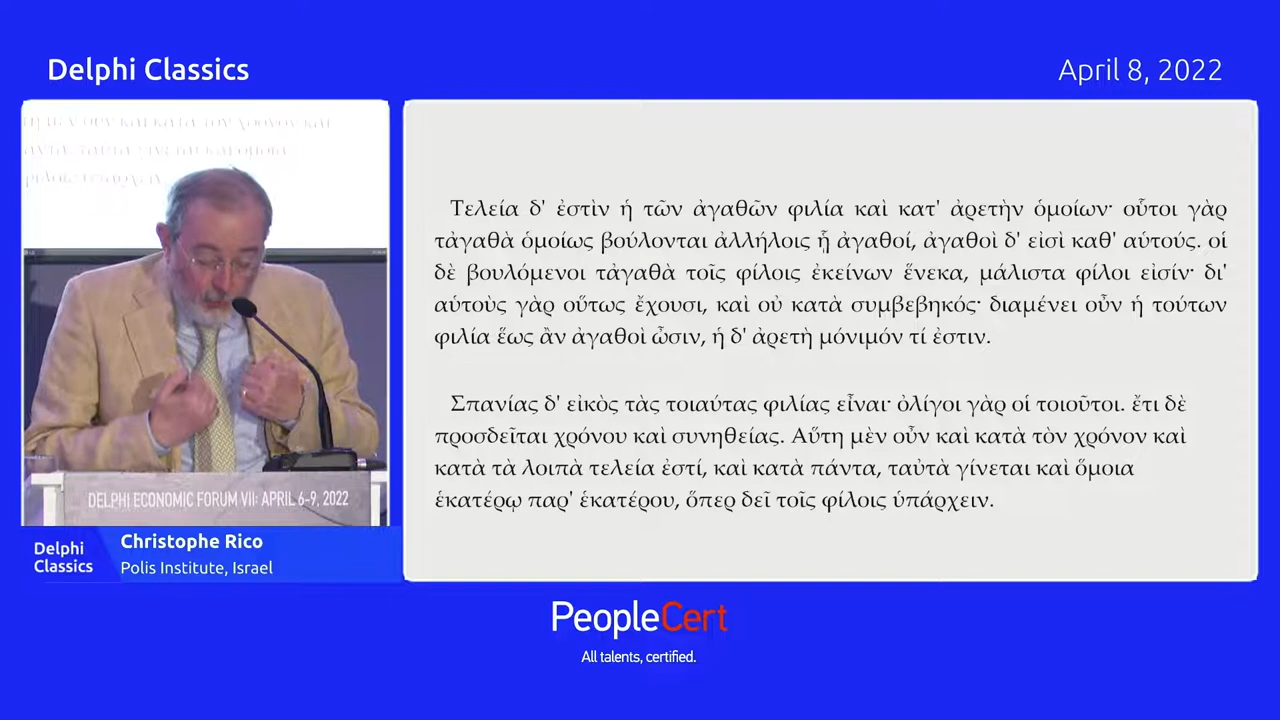 Delphi Classics
April 8, 2022
Τελεία δ' ἐστὶν ἡ τῶν ἀγαθῶν φιλία καὶ κατ' ἀρετὴν ὁμοίων· οὗτοι γὰρ
τἀγαθὰ ὁμοίως βούλονται ἀλλήλοις ᾗ ἀγαθοί, ἀγαθοὶ δ' εἰσὶ καθ' αὑτούς. οἱ
δὲ βουλόμενοι τἀγαθὰ τοῖς φίλοις ἐκείνων ἕνεκα, μάλιστα φίλοι εἰσίν· δι'
αὑτοὺς γὰρ οὕτως ἔχουσι, καὶ οὐ κατὰ συμβεβηκός· διαμένει οὖν ἡ τούτων
φιλία ἕως ἂν ἀγαθοὶ ὦσιν, ἡ δ' ἀρετὴ μόνιμόν τί ἐστιν.
Σπανίας δ' εἰκὸς τὰς τοιαύτας φιλίας εἶναι· ὀλίγοι γὰρ οἱ τοιοῦτοι. ἔτι δὲ
προσδεῖται χρόνου καὶ συνηθείας. Αὕτη μὲν οὖν καὶ κατὰ τὸν χρόνον καὶ
κατὰ τὰ λοιπὰ τελεία ἐστί, καὶ κατὰ πάντα, ταὐτὰ γίνεται καὶ ὅμοια
ἑκατέρῳ παρ' ἑκατέρου, ὅπερ δεῖ τοῖς φίλοις ὑπάρχειν.
DELPHI ECONOMIC FORUM VII: APRIL 6-9, 2022
Delphi
Classics
Christophe Rico
Polis Institute, Israel
PeopleCert
All talents, certified.